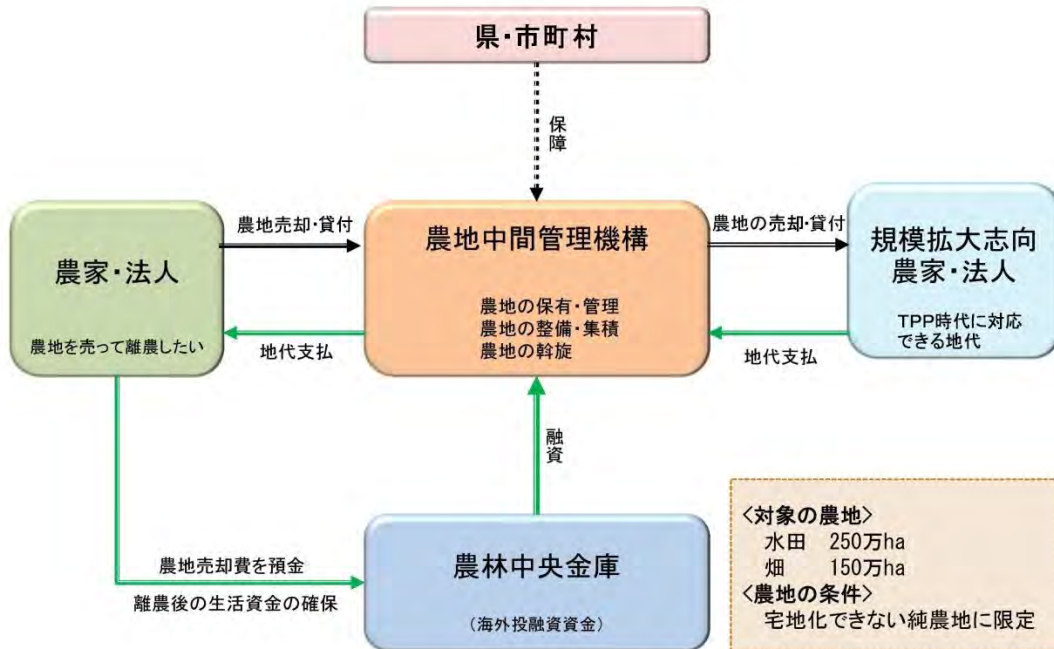 県・市町村
保障
農家・法人
農地を売って離農したい
農地売却・貸付
地代支払
農地中間管理機構
農地の保有・管理
農地の整備・集積
農地の斡旋
農地の売却・貸付
地代支払
規模拡大志向
農家・法人
TPP時代に対応
できる地代
融資
農地売却費を預金
離農後の生活資金の確保
農林中央金庫
（海外投融資資金）
<対象の農地>
水田　250万ha
畑　150万ha
<農地の条件>
宅地化できない純農地に限定